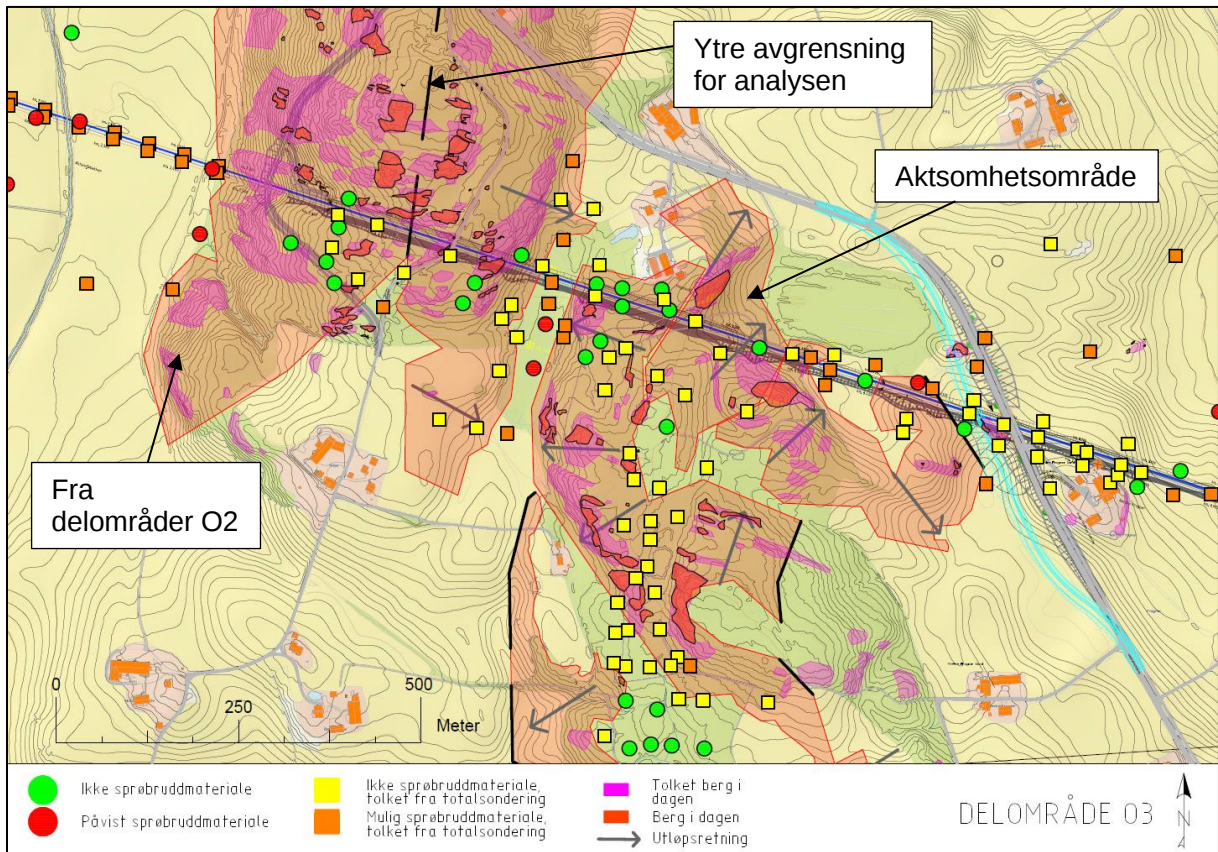 Ytre avgrensning
for analysen
Aktsomhetsområde
Fra
delområder O2
0
500
250
Meter
Ikke sprøbruddmateriale
Påvist sprøbruddmateriale
Ikke sprøbruddmateriale,
tolket fra totalsondering
Mulig sprøbruddmateriale,
tolket fra totalsondering
Tolket berg i
dagen
Berg i dagen
Utløpsretning
DELOMRÅDE O3
N